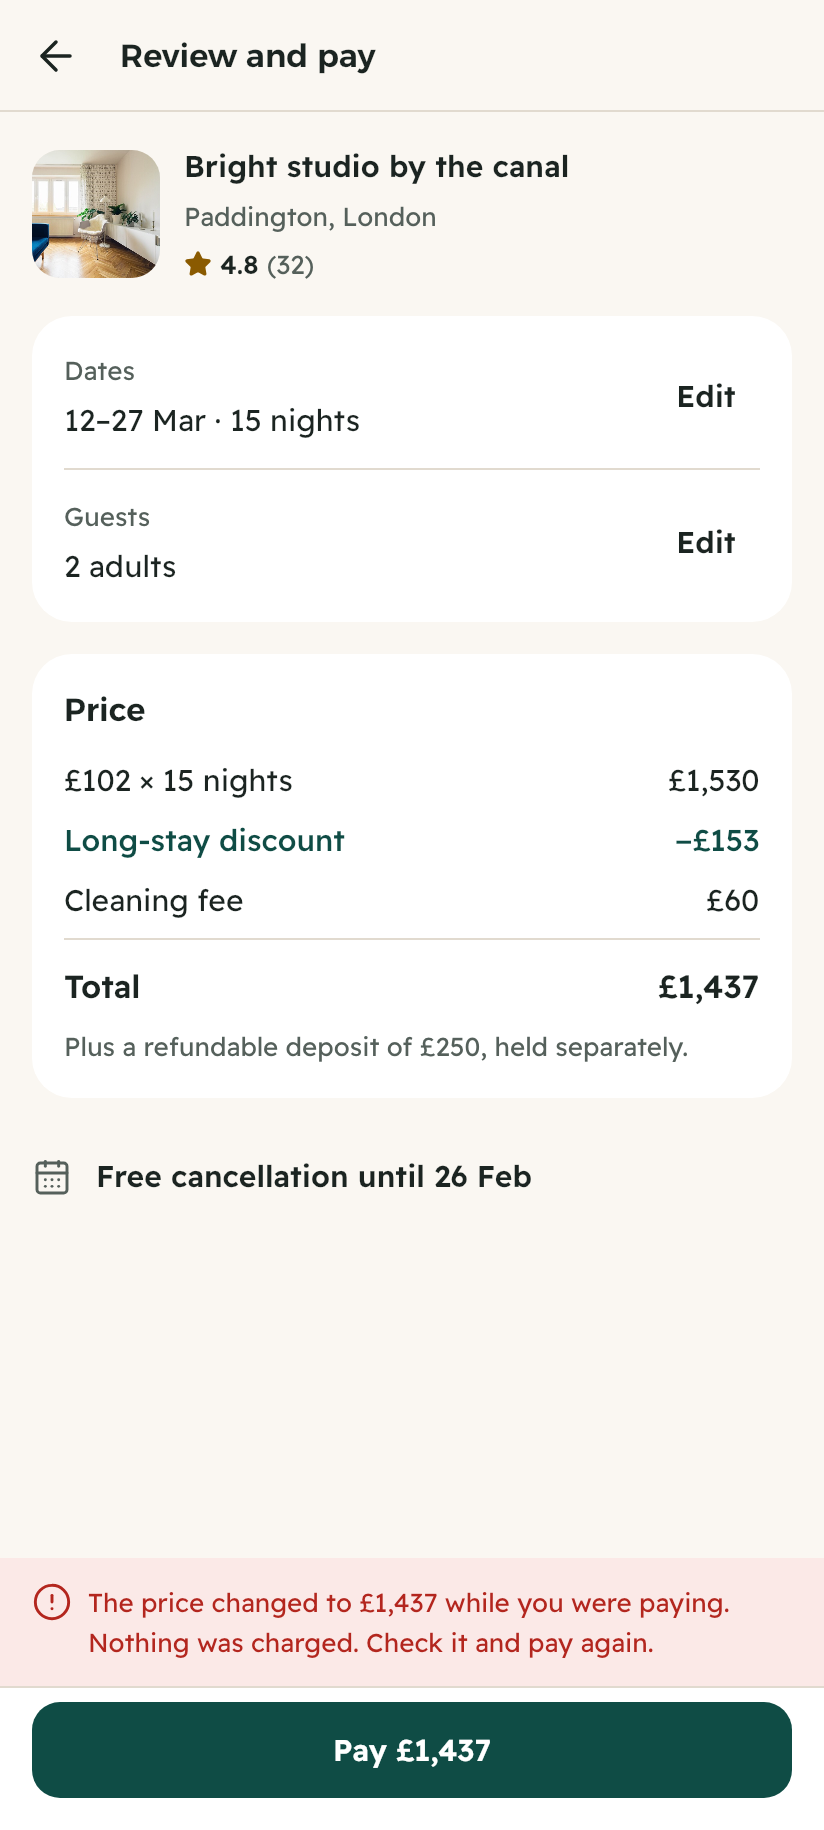 Review and pay
Bright studio by the canal
Paddington, London
4.8 (32)
Dates
12–27 Mar · 15 nights
Edit
Guests
2 adults
Edit
Price
£102 × 15 nights £1,530
Long-stay discount −£153
Cleaning fee £60
Total £1,437
Plus a refundable deposit of £250, held separately.
Free cancellation until 26 Feb
The price changed to £1,437 while you were paying.
Nothing was charged. Check it and pay again.
Pay £1,437